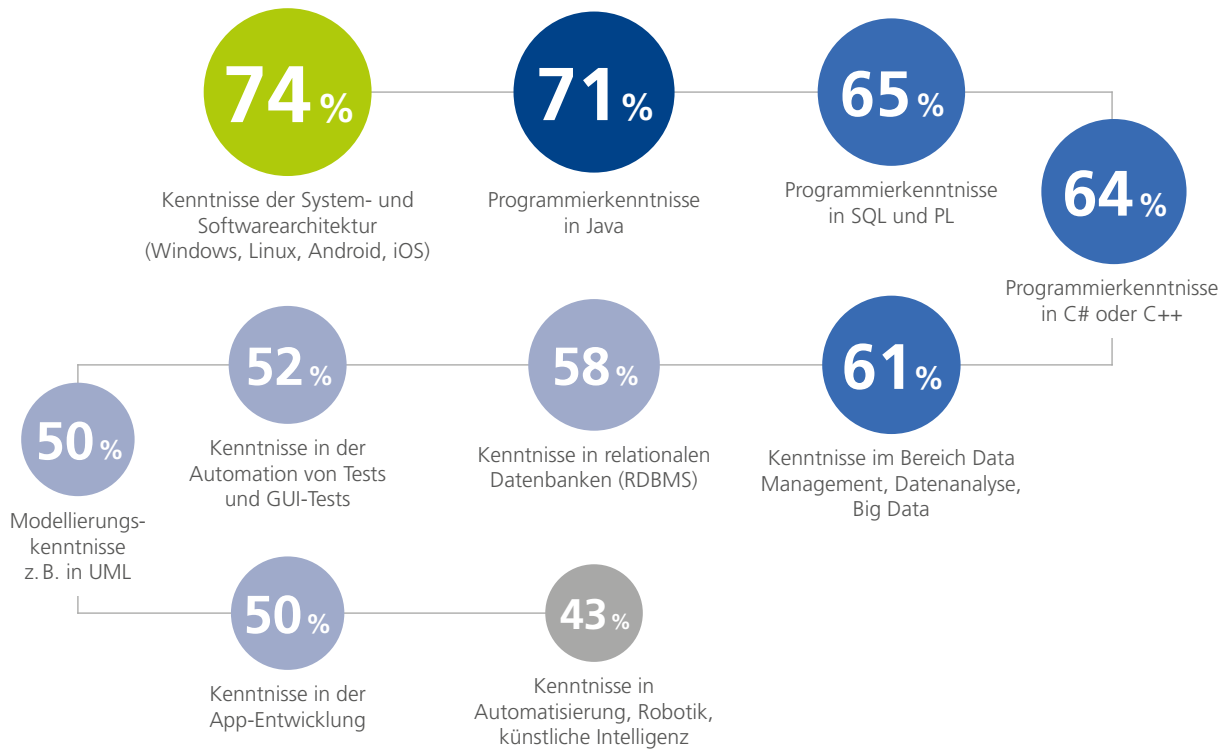 74 %
Kenntnisse der System- und
Softwarearchitektur
(Windows, Linux, Android, iOS)
71 %
Programmierkenntnisse
in Java
65 %
Programmierkenntnisse
in SQL und PL
64 %
Programmierkenntnisse
in C# oder C++
61 %
Kenntnisse im Bereich Data
Management, Datenanalyse,
Big Data
58 %
Kenntnisse in relationalen
Datenbanken (RDBMS)
52 %
Kenntnisse in der
Automation von Tests
und GUI-Tests
50 %
Modellierungs-
kenntnisse
z. B. in UML
50 %
Kenntnisse in der
App-Entwicklung
43 %
Kenntnisse in
Automatisierung, Robotik,
künstliche Intelligenz